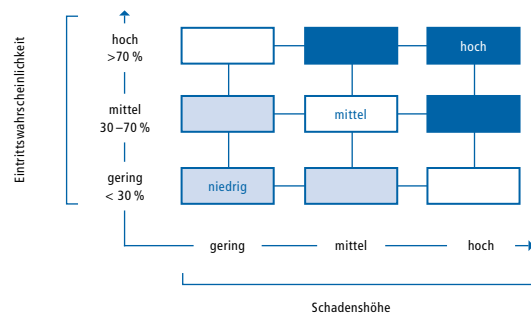 Eintrittswahrscheinlichkeit
hoch
>70 %
hoch
mittel
30–70 %
mittel
gering
< 30 %
niedrig
gering
mittel
hoch
Schadenshöhe